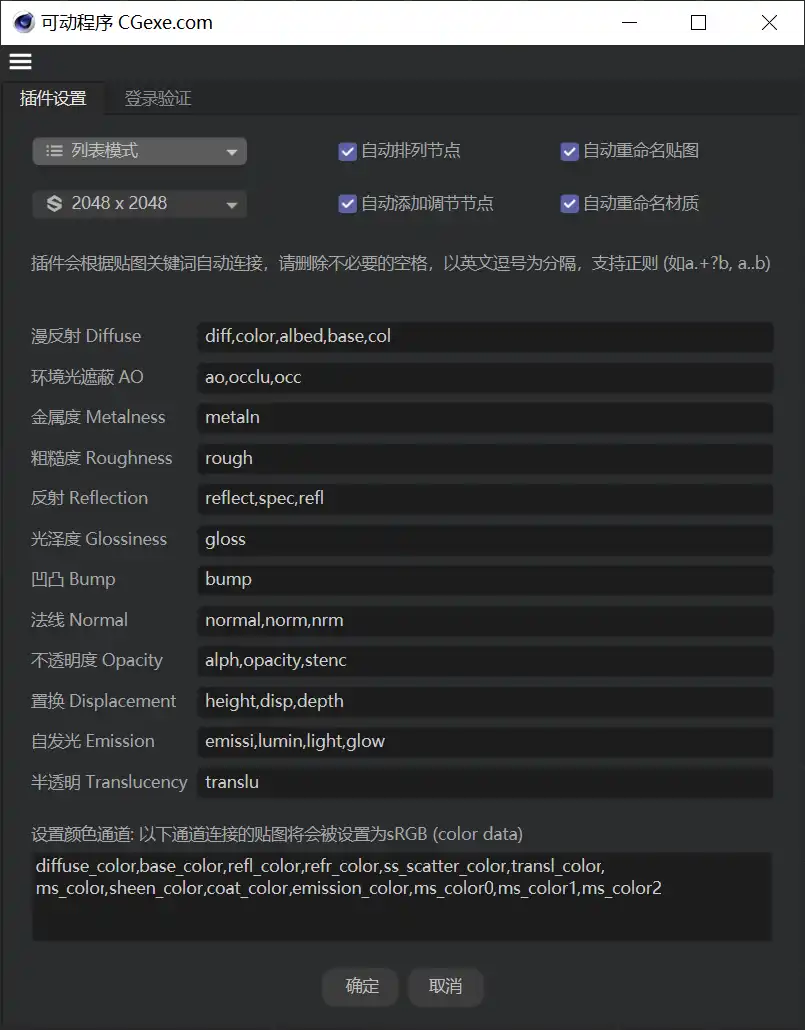 可动程序 CGexe.com
插件设置 登录验证
列表模式 自动排列节点 自动重命名贴图
2048 x 2048 自动添加调节节点 自动重命名材质
插件会根据贴图关键词自动连接，请删除不必要的空格，以英文逗号为分隔，支持正则 (如a.+?b, a..b)
漫反射 Diffuse diff,color,albed,base,col
环境光遮蔽 AO ao,occlu,occ
金属度 Metalness metaln
粗糙度 Roughness rough
反射 Reflection reflect,spec,refl
光泽度 Glossiness gloss
凹凸 Bump bump
法线 Normal normal,norm,nrm
不透明度 Opacity alph,opacity,stenc
置换 Displacement height,disp,depth
自发光 Emission emissi,lumin,light,glow
半透明 Translucency translu
设置颜色通道: 以下通道连接的贴图将会被设置为sRGB (color data)
diffuse_color,base_color,refl_color,refr_color,ss_scatter_color,transl_color,
ms_color,sheen_color,coat_color,emission_color,ms_color0,ms_color1,ms_color2
确定 取消